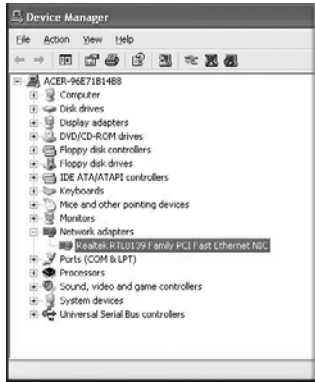 Device Manager
File Action View Help
ACER-96E71B14B8
Computer
Disk drives
Display adapters
DVD/CD-ROM drives
Floppy disk controllers
Floppy disk drives
IDE ATA/ATAPI controllers
Keyboards
Mice and other pointing devices
Monitors
Network adapters
Realtek RTL8139 Family PCI Fast Ethernet NIC
Ports (COM & LPT)
Processors
Sound, video and game controllers
System devices
Universal Serial Bus controllers